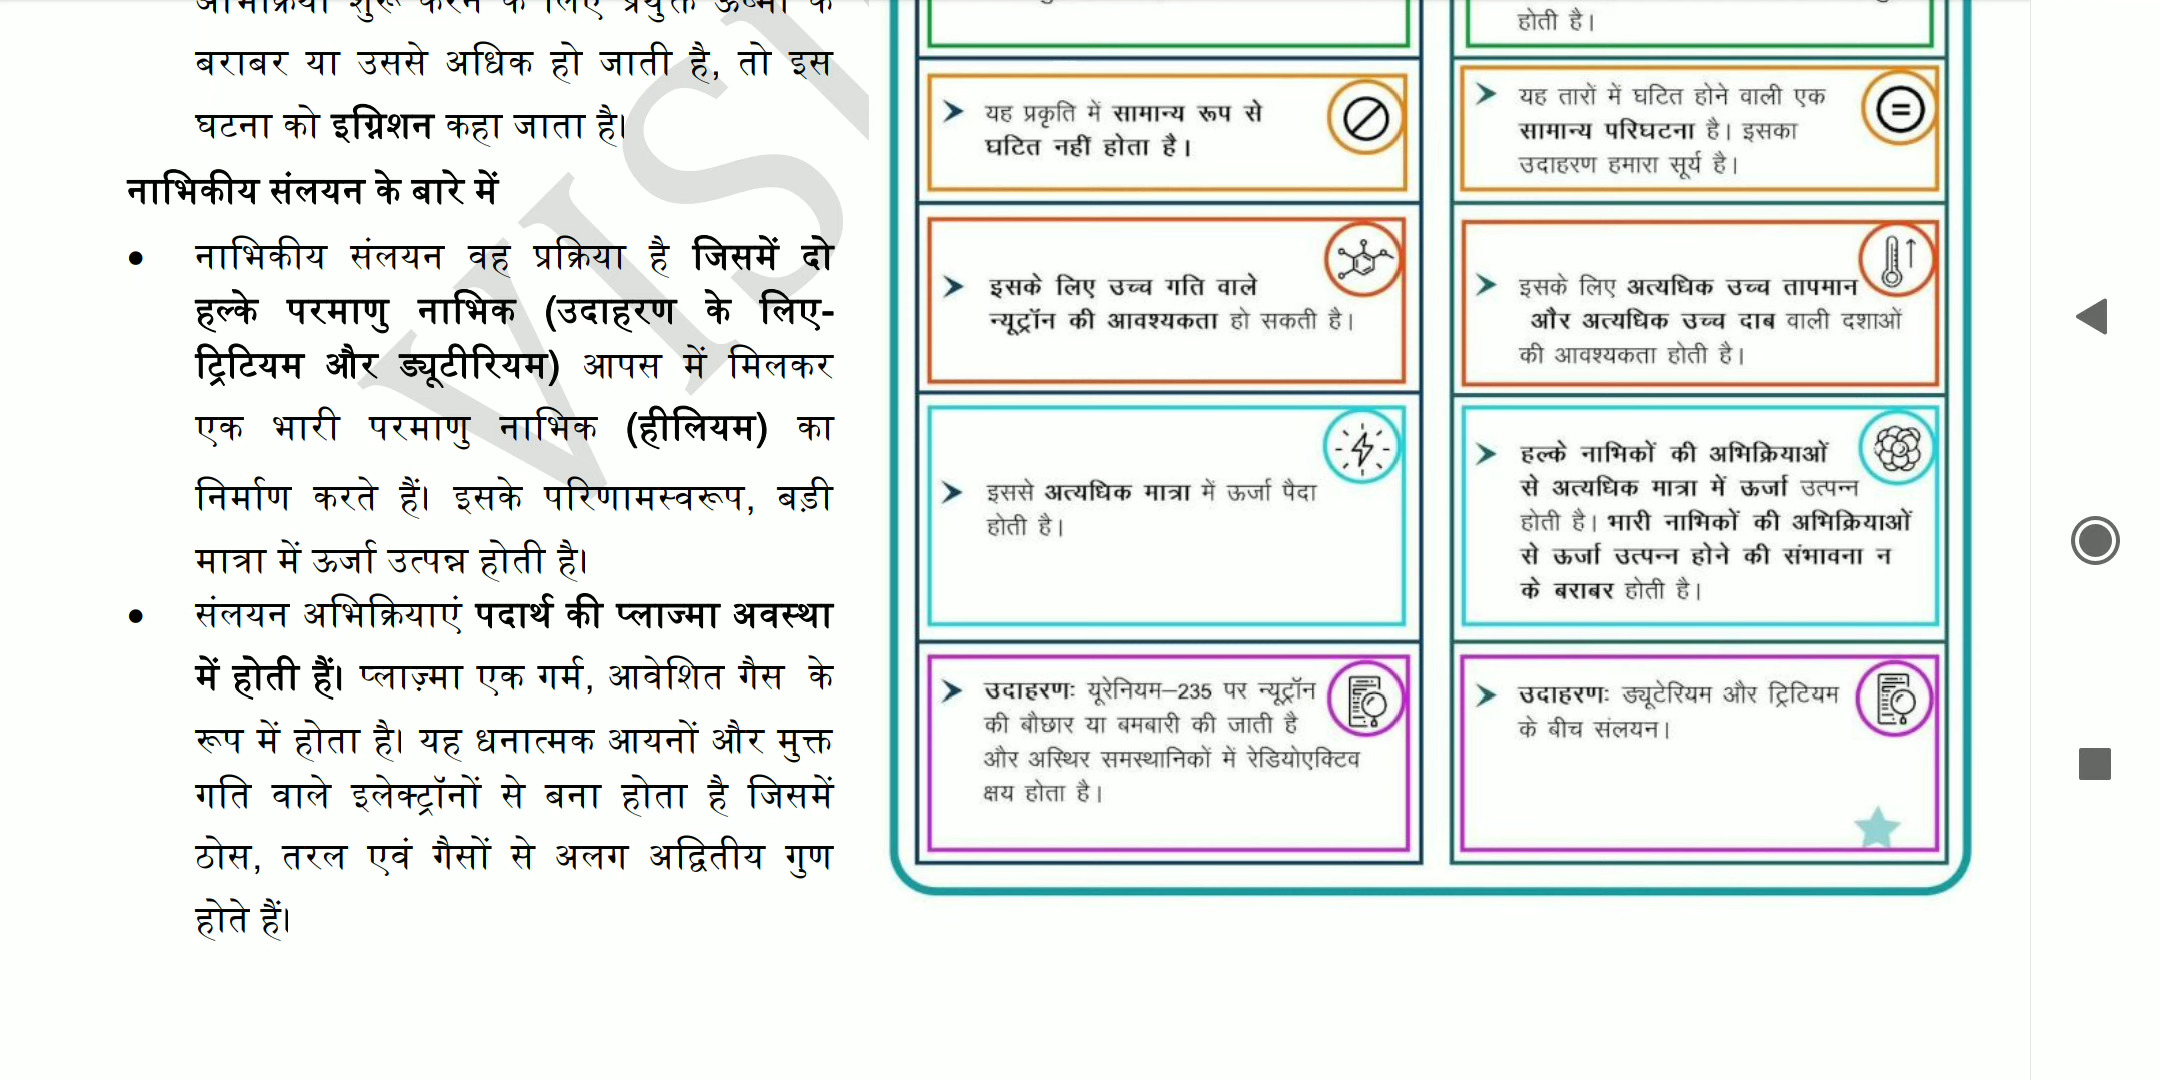 अभिक्रिया शुरू करने के लिए प्रयुक्त ऊष्मा के
बराबर या उससे अधिक हो जाती है, तो इस
घटना को इग्निशन कहा जाता है।
नाभिकीय संलयन के बारे में
● नाभिकीय संलयन वह प्रक्रिया है जिसमें दो
हल्के परमाणु नाभिक (उदाहरण के लिए-
ट्रिटियम और ड्यूटीरियम) आपस में मिलकर
एक भारी परमाणु नाभिक (हीलियम) का
निर्माण करते हैं। इसके परिणामस्वरूप, बड़ी
मात्रा में ऊर्जा उत्पन्न होती है।
● संलयन अभिक्रियाएं पदार्थ की प्लाज्मा अवस्था
में होती हैं। प्लाज़्मा एक गर्म, आवेशित गैस के
रूप में होता है। यह धनात्मक आयनों और मुक्त
गति वाले इलेक्ट्रॉनों से बना होता है जिसमें
ठोस, तरल एवं गैसों से अलग अद्वितीय गुण
होते हैं।
VIS
होती है।
यह प्रकृति में सामान्य रूप से
घटित नहीं होता है।
यह तारों में घटित होने वाली एक
सामान्य परिघटना है। इसका
उदाहरण हमारा सूर्य है।
इसके लिए उच्च गति वाले
न्यूट्रॉन की आवश्यकता हो सकती है।
इसके लिए अत्यधिक उच्च तापमान
और अत्यधिक उच्च दाब वाली दशाओं
की आवश्यकता होती है।
इससे अत्यधिक मात्रा में ऊर्जा पैदा
होती है।
हल्के नाभिकों की अभिक्रियाओं
से अत्यधिक मात्रा में ऊर्जा उत्पन्न
होती है। भारी नाभिकों की अभिक्रियाओं
से ऊर्जा उत्पन्न होने की संभावना न
के बराबर होती है।
उदाहरणः यूरेनियम–235 पर न्यूट्रॉन
की बौछार या बमबारी की जाती है
और अस्थिर समस्थानिकों में रेडियोएक्टिव
क्षय होता है।
उदाहरणः ड्यूटेरियम और ट्रिटियम
के बीच संलयन।